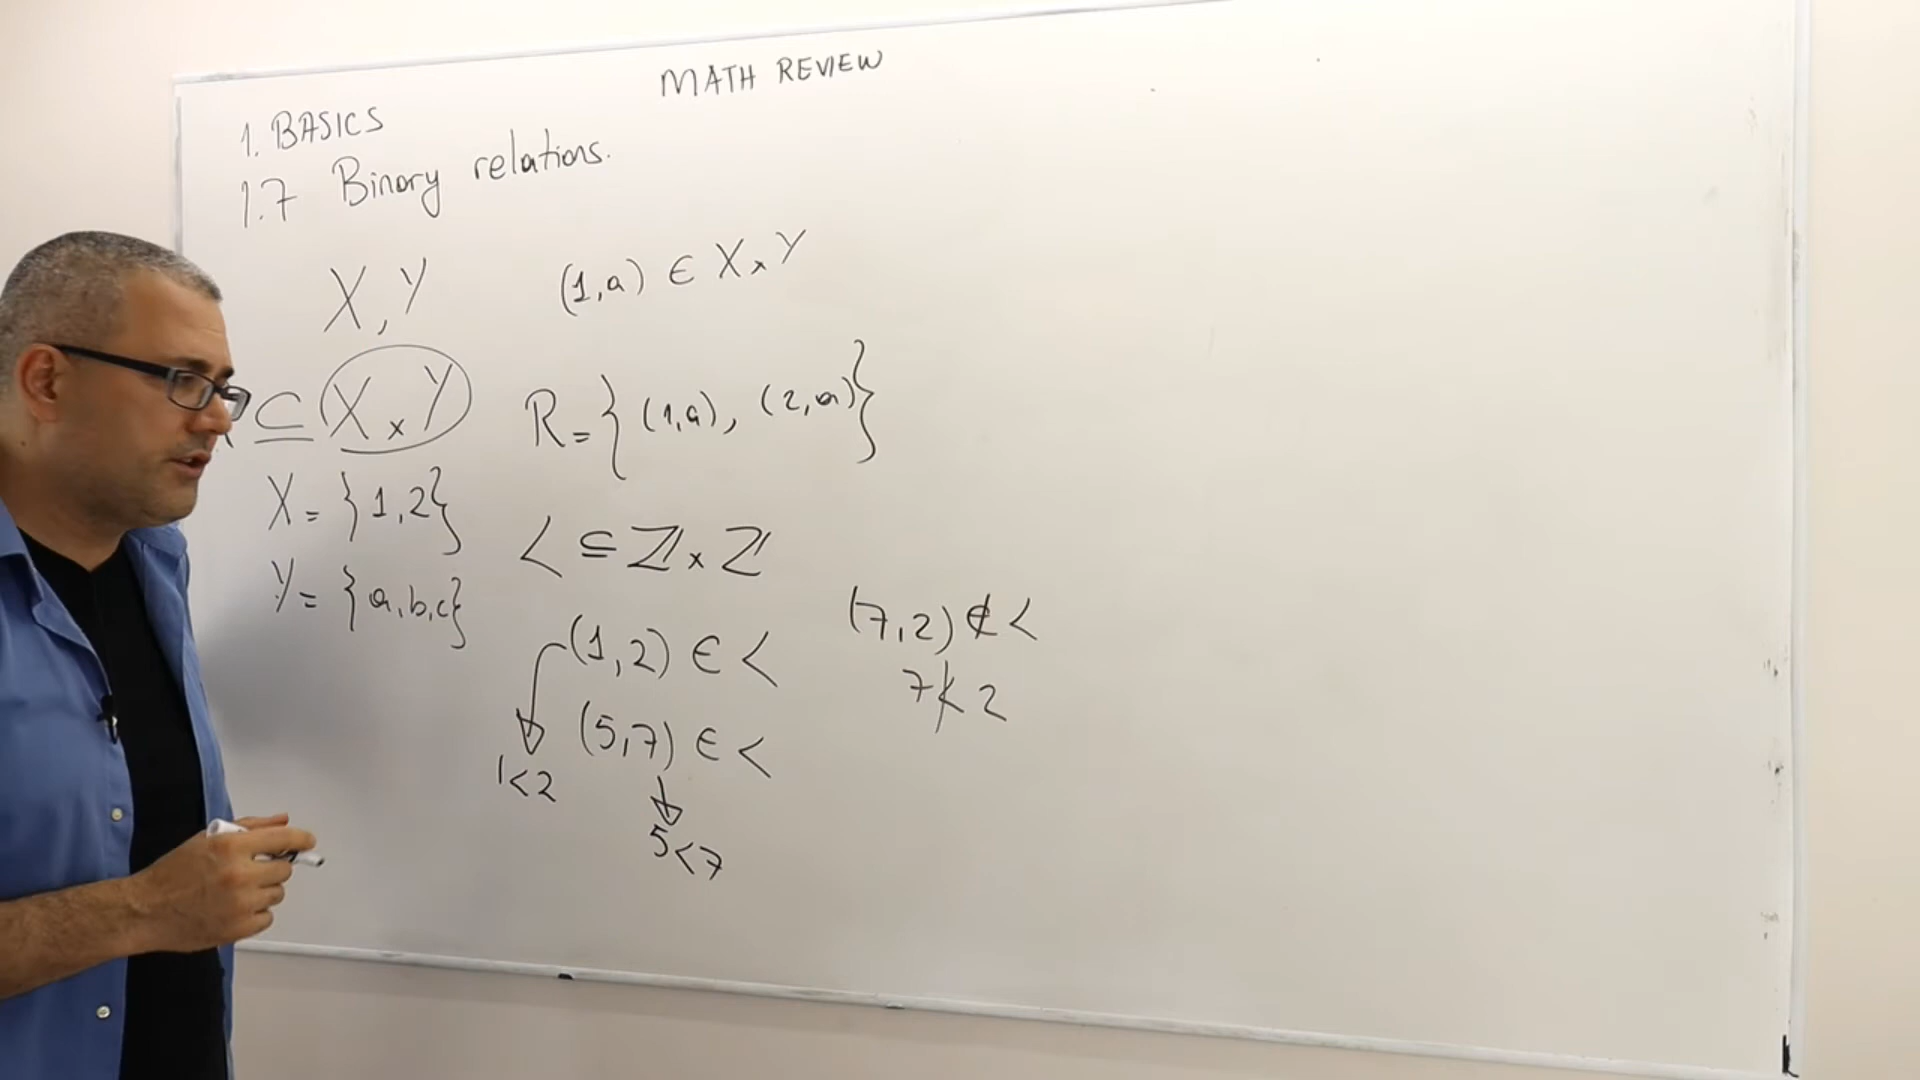 MATH REVIEW
1. BASICS
1.7 Binary relations.
X, Y
(1,a) ∈ X × Y
⊆ X × Y
R = { (1,a), (2,a) }
X = {1,2}
< ⊆ ℤ × ℤ
Y = {a,b,c}
(1,2) ∈ <
(7,2) ∉ <
7 ≮ 2
(5,7) ∈ <
1<2
5<7